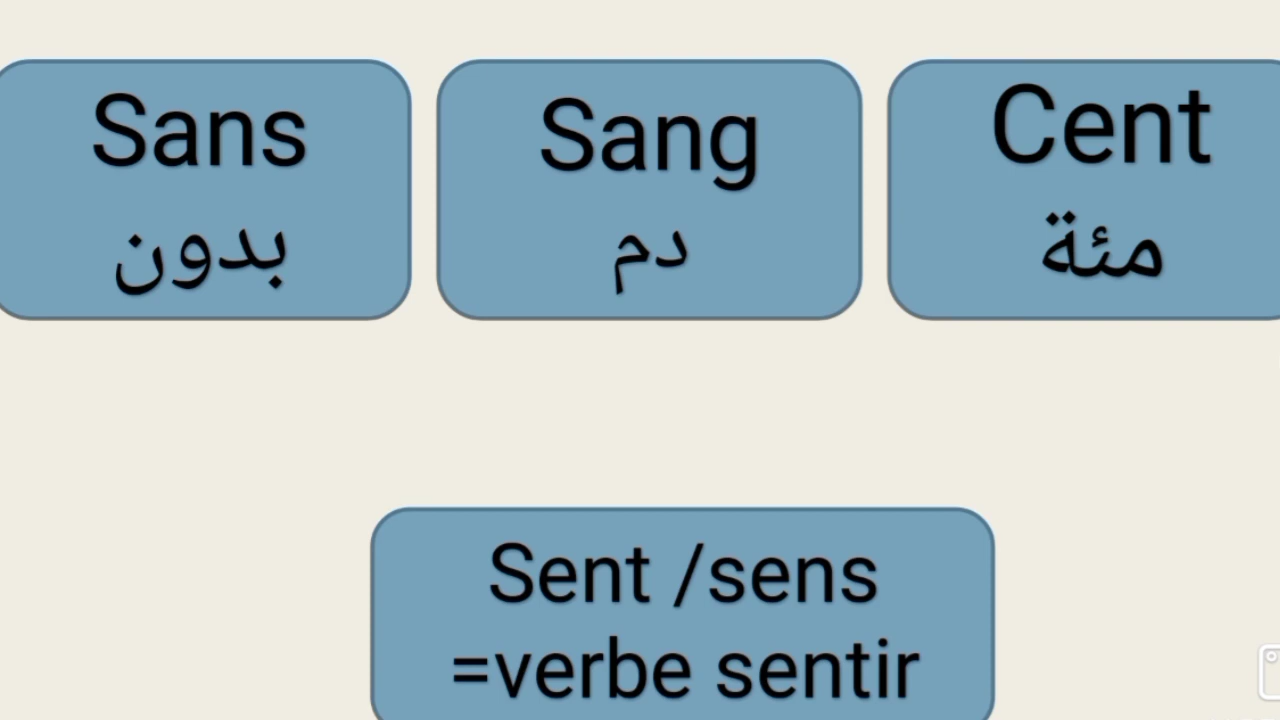 Sans
بدون
Sang
دم
Cent
مئة
Sent /sens
=verbe sentir